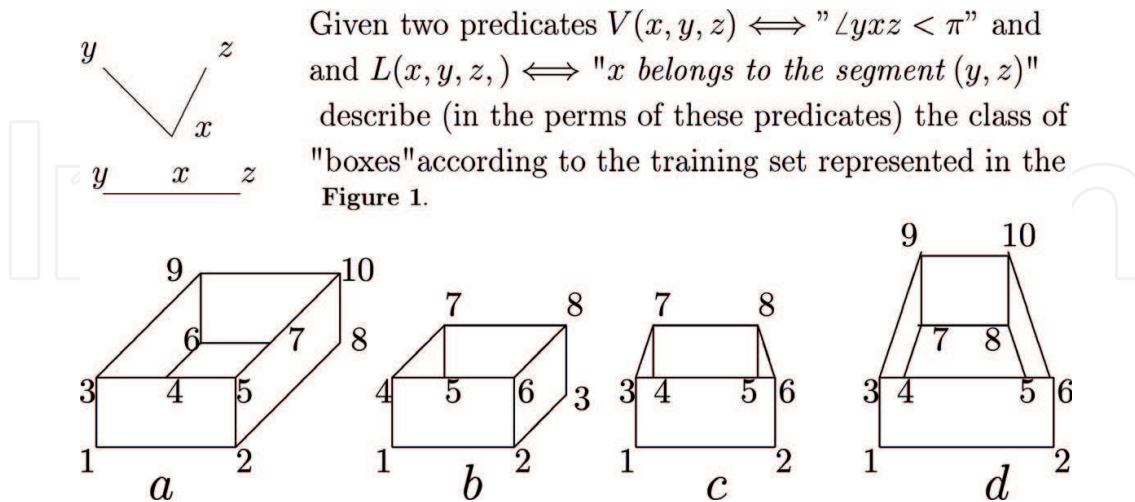 Given two predicates V(x, y, z) ⟺ "∠yxz < π" and
and L(x, y, z,) ⟺ "x belongs to the segment (y, z)"
describe (in the perms of these predicates) the class of
"boxes"according to the training set represented in the
Figure 1.
y z
x
y x z
9 10
6 7 8
3 4 5
1 2
a
7 8
4 5 6 3
1 2
b
7 8
3 4 5 6
1 2
c
9 10
7 8
3 4 5 6
1 2
d